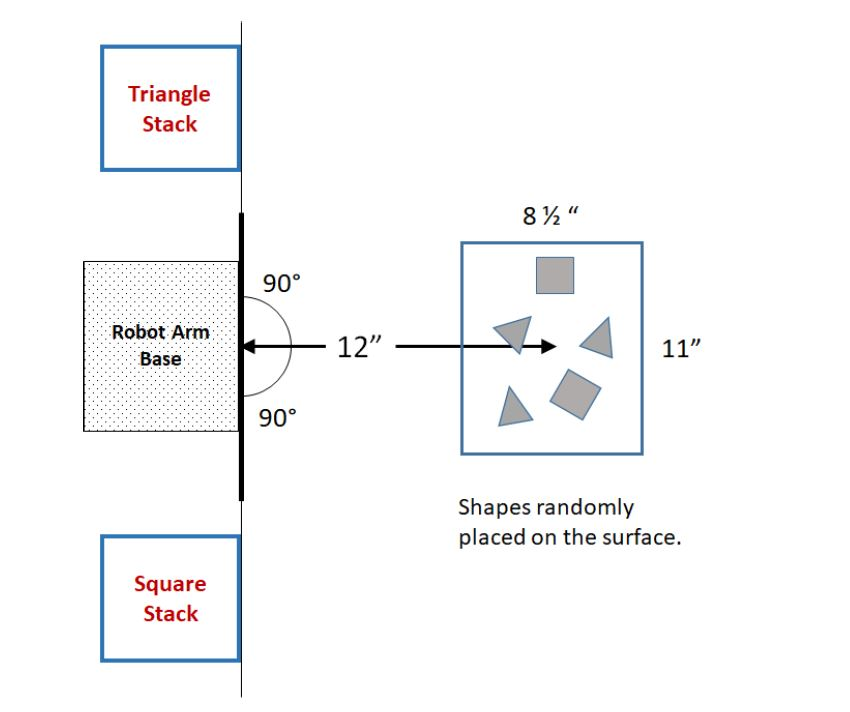 Triangle
Stack
8 ½ “
90°
Robot Arm
Base
12”
11”
90°
Shapes randomly
placed on the surface.
Square
Stack